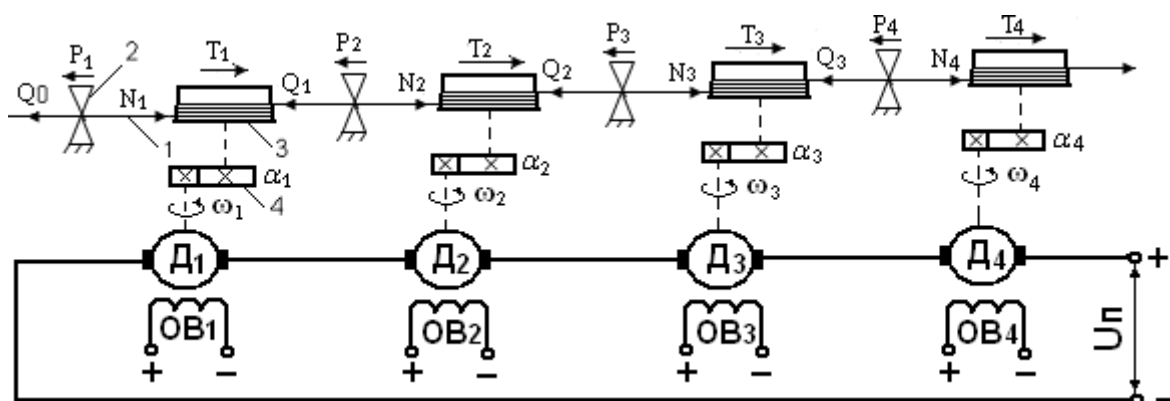 P1 2 T1 P2 T2 P3 T3 P4 T4
Q0 N1 Q1 N2 Q2 N3 Q3 N4
1 3
α1 α2 α3 α4
4
ω1 ω2 ω3 ω4
Д1 Д2 Д3 Д4 +
ОВ1 ОВ2 ОВ3 ОВ4 Uп
+ − + − + − + −
−